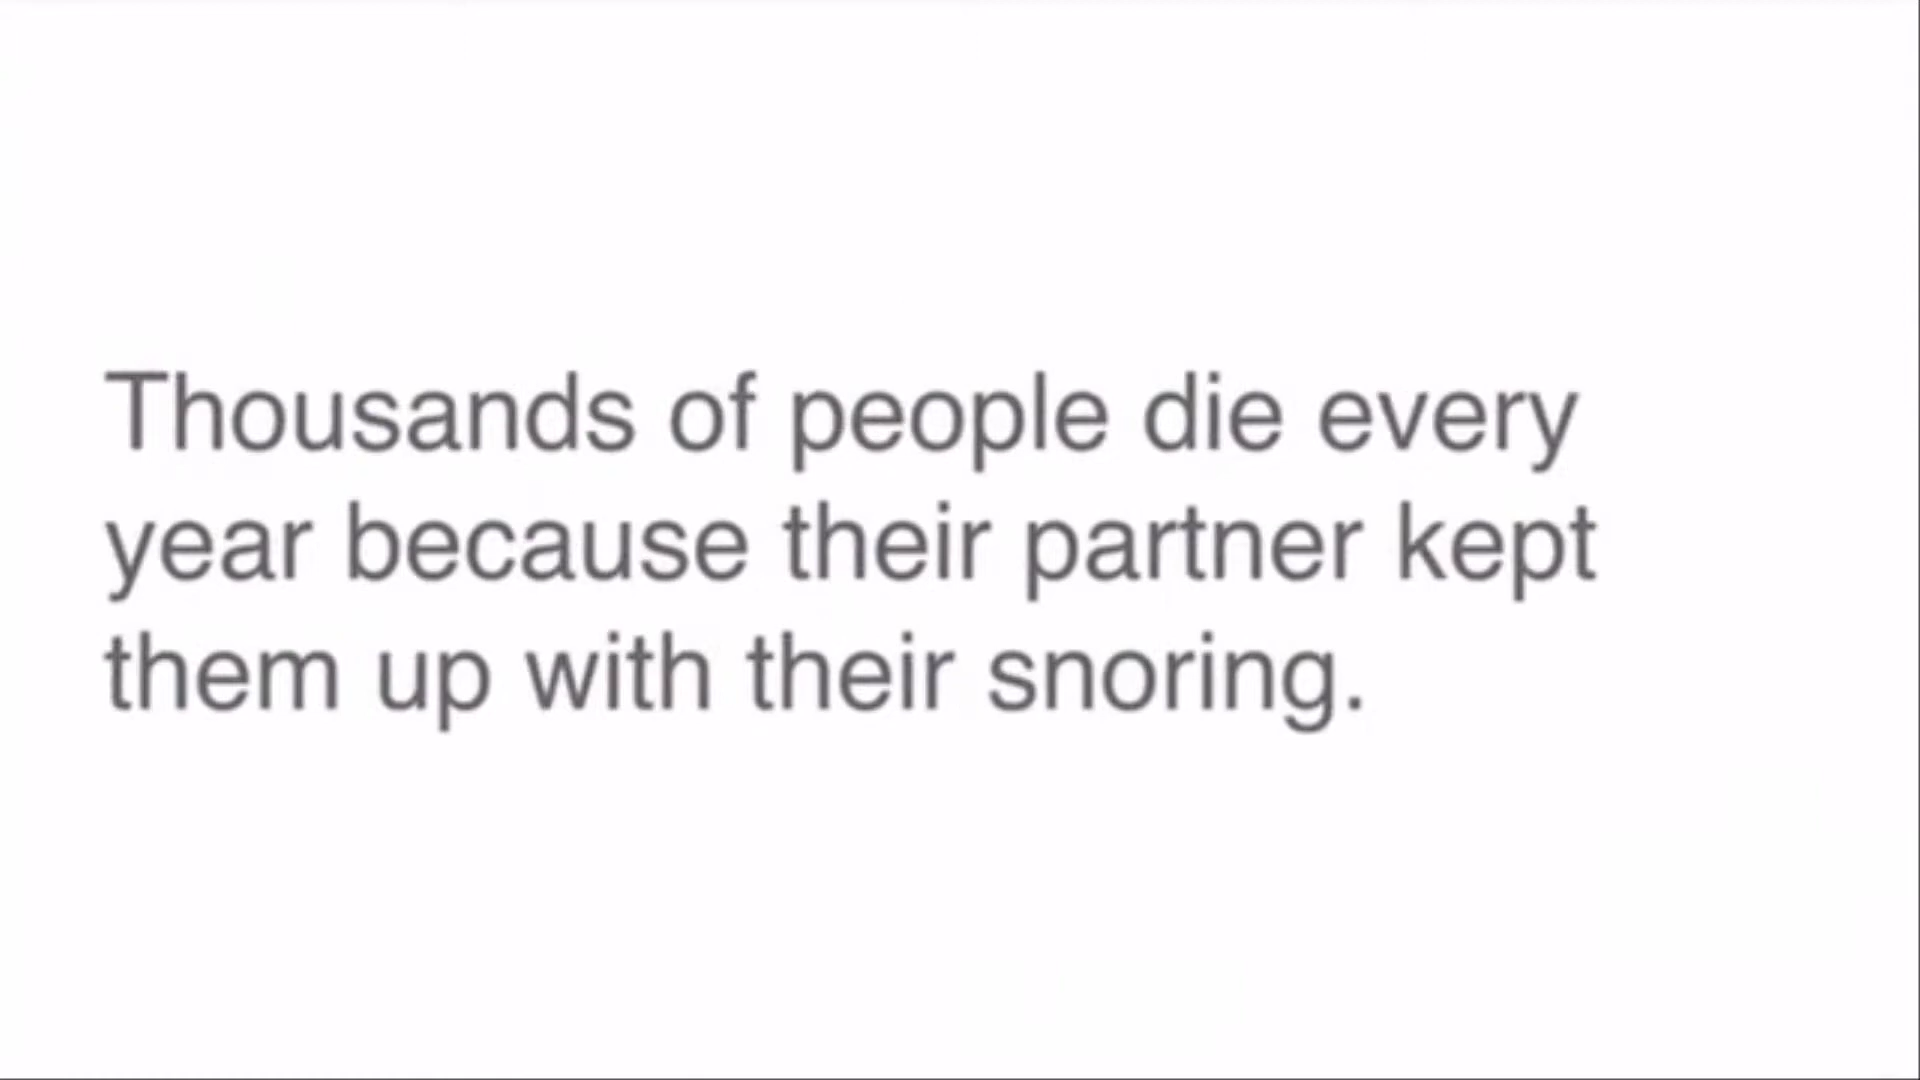 Thousands of people die every
year because their partner kept
them up with their snoring.